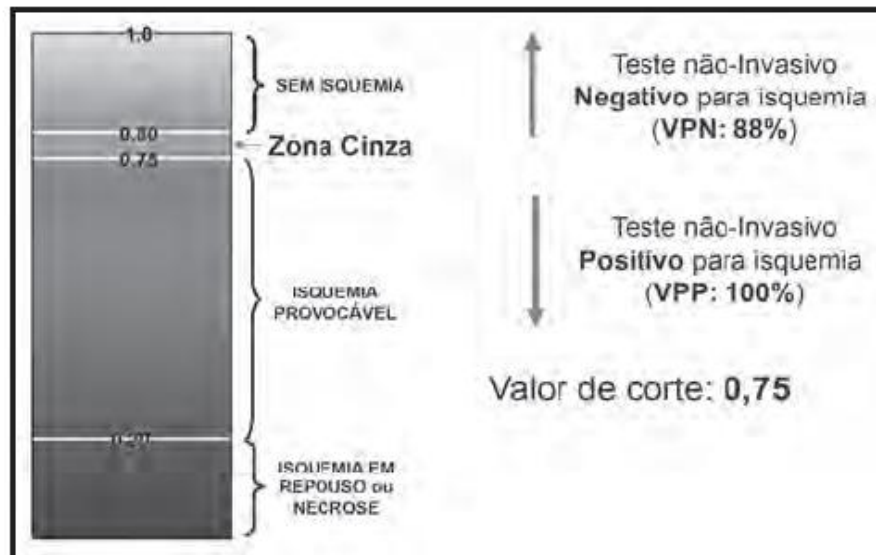 1.0
SEM ISQUEMIA
0.80
Zona Cinza
0.75
ISQUEMIA
PROVOCÁVEL
ISQUEMIA EM
REPOUSO ou
NECROSE
Teste não-Invasivo
Negativo para isquemia
(VPN: 88%)
Teste não-Invasivo
Positivo para isquemia
(VPP: 100%)
Valor de corte: 0,75